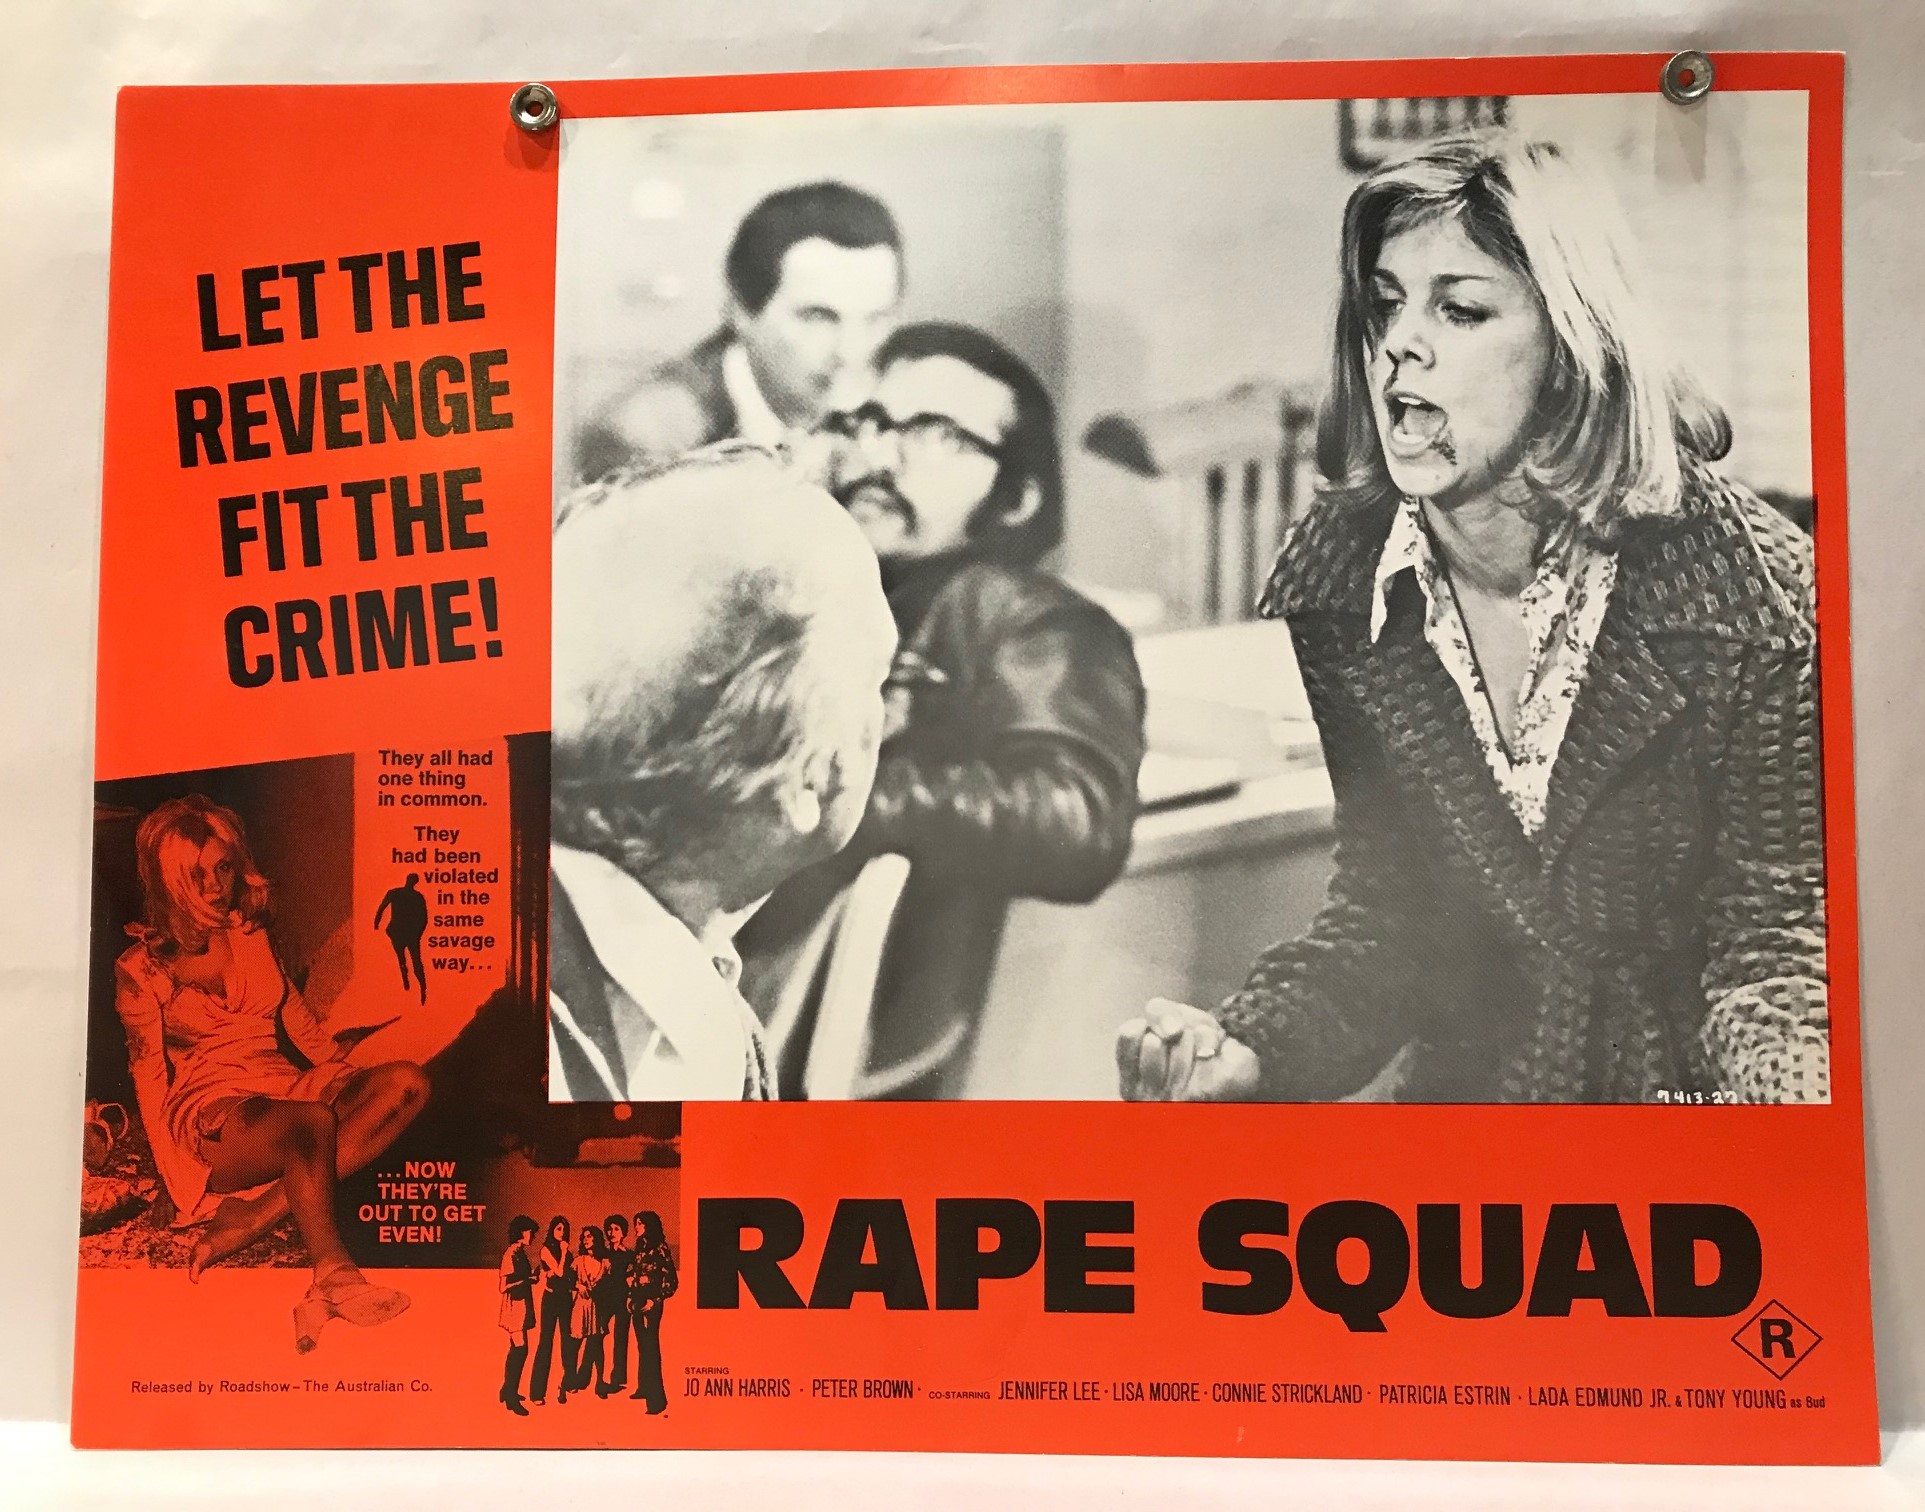 LET THE
REVENGE
FIT THE
CRIME!
They all had
one thing
in common.
They
had been
violated
in the
same
savage
way...
...NOW
THEY'RE
OUT TO GET
EVEN!
7413-27
RAPE SQUAD
R
Released by Roadshow–The Australian Co.
STARRING
JO ANN HARRIS · PETER BROWN · CO-STARRING JENNIFER LEE · LISA MOORE · CONNIE STRICKLAND · PATRICIA ESTRIN · LADA EDMUND JR. & TONY YOUNG as Bud